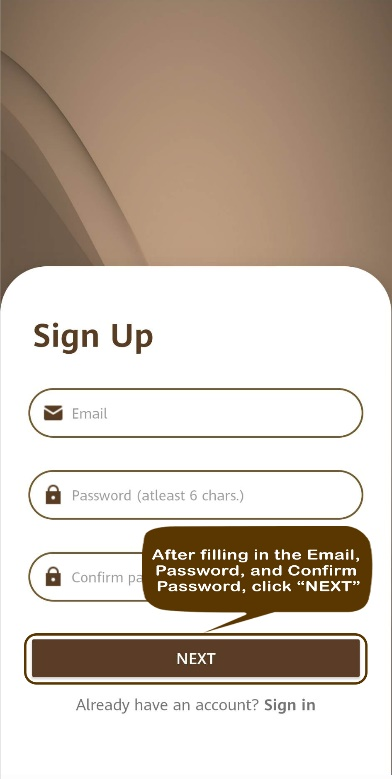 Sign Up
Email
Password (atleast 6 chars.)
Confirm pa
After filling in the Email,
Password, and Confirm
Password, click “NEXT”
NEXT
Already have an account? Sign in